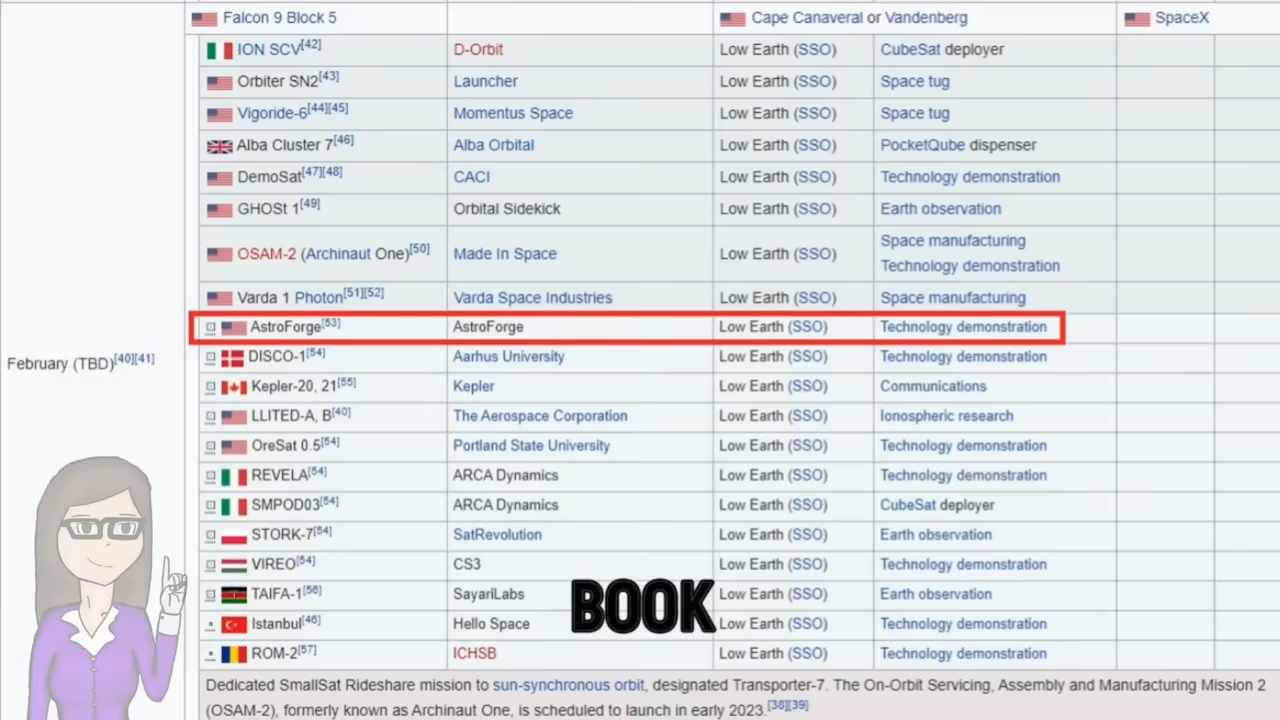 Falcon 9 Block 5 Cape Canaveral or Vandenberg SpaceX
ION SCV[42] D-Orbit Low Earth (SSO) CubeSat deployer
Orbiter SN2[43] Launcher Low Earth (SSO) Space tug
Vigoride-6[44][45] Momentus Space Low Earth (SSO) Space tug
Alba Cluster 7[46] Alba Orbital Low Earth (SSO) PocketQube dispenser
DemoSat[47][48] CACI Low Earth (SSO) Technology demonstration
GHOSt 1[49] Orbital Sidekick Low Earth (SSO) Earth observation
OSAM-2 (Archinaut One)[50] Made In Space Low Earth (SSO) Space manufacturing
Technology demonstration
Varda 1 Photon[51][52] Varda Space Industries Low Earth (SSO) Space manufacturing
AstroForge[53] AstroForge Low Earth (SSO) Technology demonstration
DISCO-1[54] Aarhus University Low Earth (SSO) Technology demonstration
February (TBD)[40][41]
Kepler-20, 21[55] Kepler Low Earth (SSO) Communications
LLITED-A, B[40] The Aerospace Corporation Low Earth (SSO) Ionospheric research
OreSat 0.5[54] Portland State University Low Earth (SSO) Technology demonstration
REVELA[54] ARCA Dynamics Low Earth (SSO) Technology demonstration
SMPOD03[54] ARCA Dynamics Low Earth (SSO) CubeSat deployer
STORK-7[54] SatRevolution Low Earth (SSO) Earth observation
VIREO[54] CS3 Low Earth (SSO) Technology demonstration
TAIFA-1[56] SayariLabs Low Earth (SSO) Earth observation
BOOK
Istanbul[46] Hello Space Low Earth (SSO) Technology demonstration
ROM-2[57] ICHSB Low Earth (SSO) Technology demonstration
Dedicated SmallSat Rideshare mission to sun-synchronous orbit, designated Transporter-7. The On-Orbit Servicing, Assembly and Manufacturing Mission 2
(OSAM-2), formerly known as Archinaut One, is scheduled to launch in early 2023.[38][39]